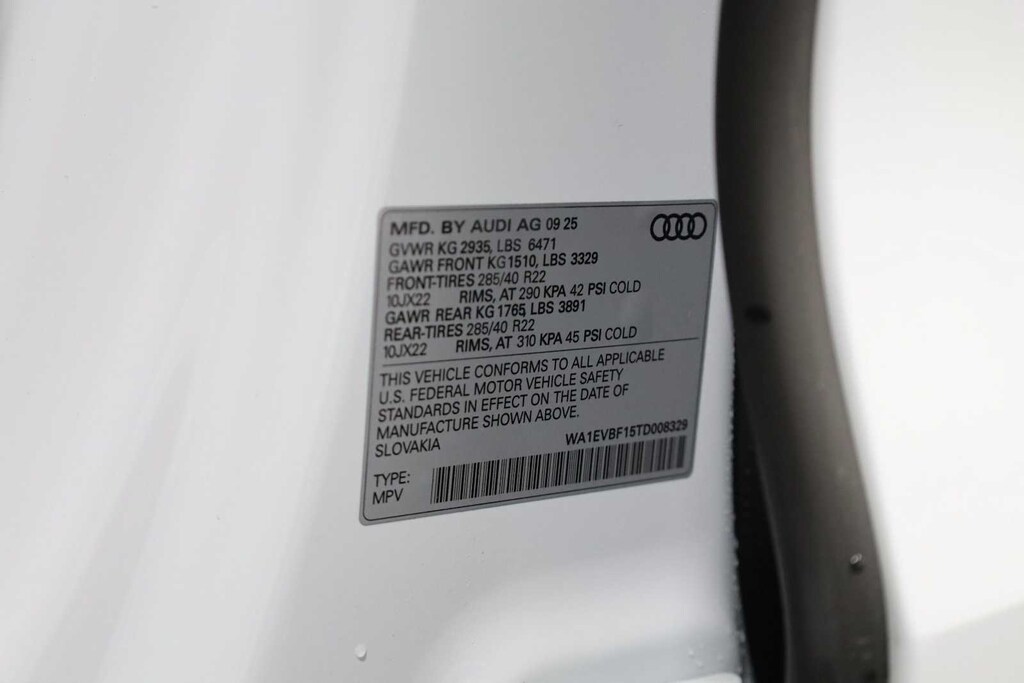 MFD. BY AUDI AG 09 25
GVWR KG 2935, LBS 6471
GAWR FRONT KG 1510, LBS 3329
FRONT-TIRES 285/40 R22
10JX22 RIMS, AT 290 KPA 42 PSI COLD
GAWR REAR KG 1765, LBS 3891
REAR-TIRES 285/40 R22
10JX22 RIMS, AT 310 KPA 45 PSI COLD
THIS VEHICLE CONFORMS TO ALL APPLICABLE
U.S. FEDERAL MOTOR VEHICLE SAFETY
STANDARDS IN EFFECT ON THE DATE OF
MANUFACTURE SHOWN ABOVE.
SLOVAKIA
WA1EVBF15TD008329
TYPE:
MPV